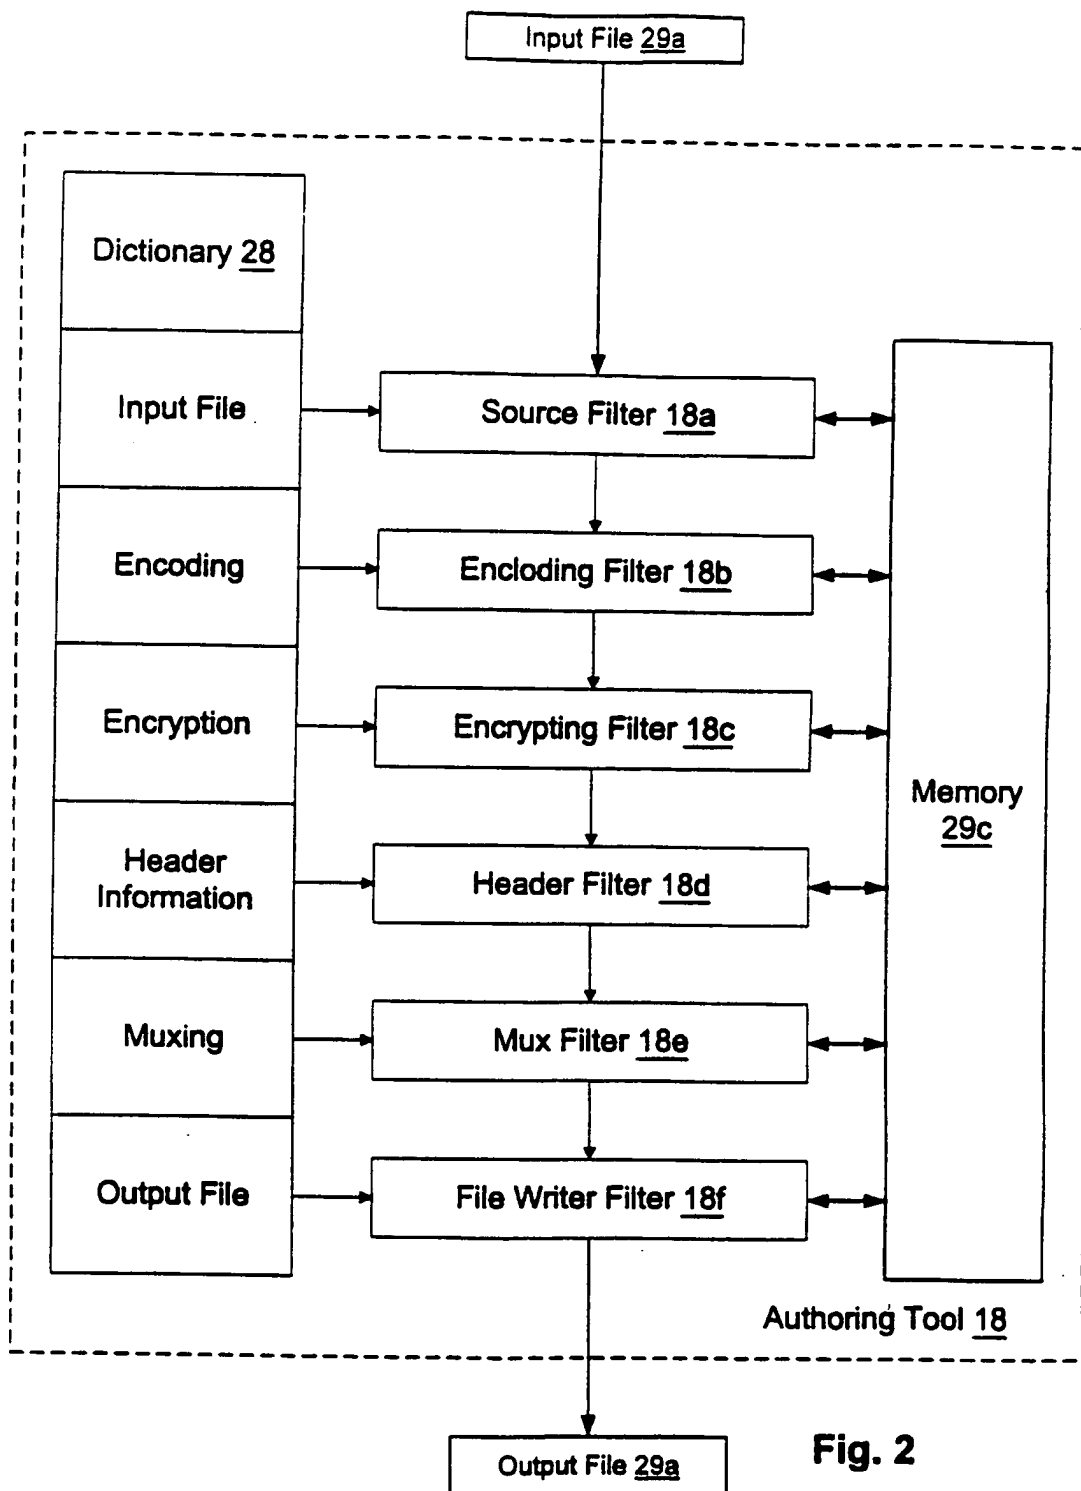 Input File 29a
Dictionary 28
Input File
Source Filter 18a
Encoding
Encloding Filter 18b
Encryption
Encrypting Filter 18c
Memory
29c
Header
Information
Header Filter 18d
Muxing
Mux Filter 18e
Output File
File Writer Filter 18f
Authoring Tool 18
Output File 29a
Fig. 2